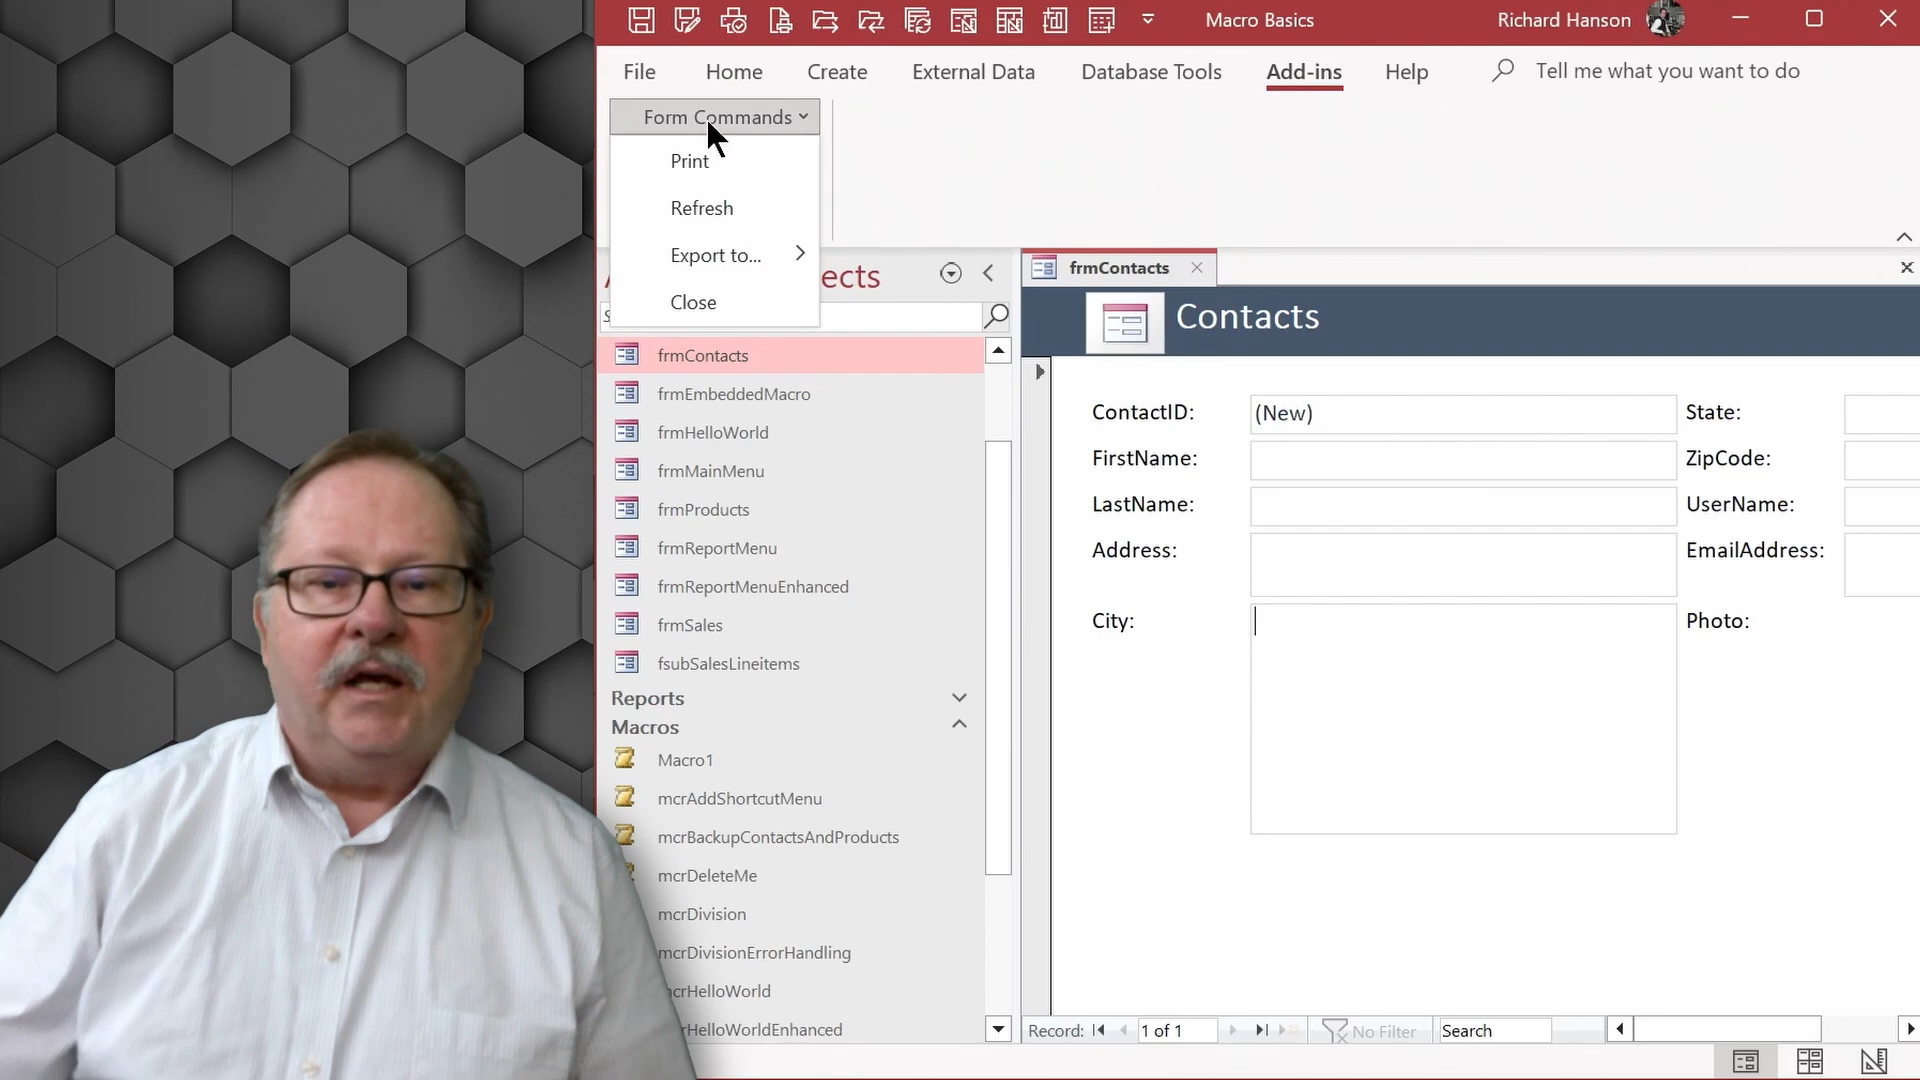 Macro Basics
Richard Hanson
File Home Create External Data Database Tools Add-ins Help Tell me what you want to do
Form Commands
Print
Refresh
Export to...
Close
ects
frmContacts
frmEmbeddedMacro
frmHelloWorld
frmMainMenu
frmProducts
frmReportMenu
frmReportMenuEnhanced
frmSales
fsubSalesLineitems
Reports
Macros
Macro1
mcrAddShortcutMenu
mcrBackupContactsAndProducts
mcrDeleteMe
mcrDivision
mcrDivisionErrorHandling
crHelloWorld
rHelloWorldEnhanced
frmContacts
Contacts
ContactID: (New) State:
FirstName: ZipCode:
LastName: UserName:
Address: EmailAddress:
City: Photo:
Record: 1 of 1 No Filter Search